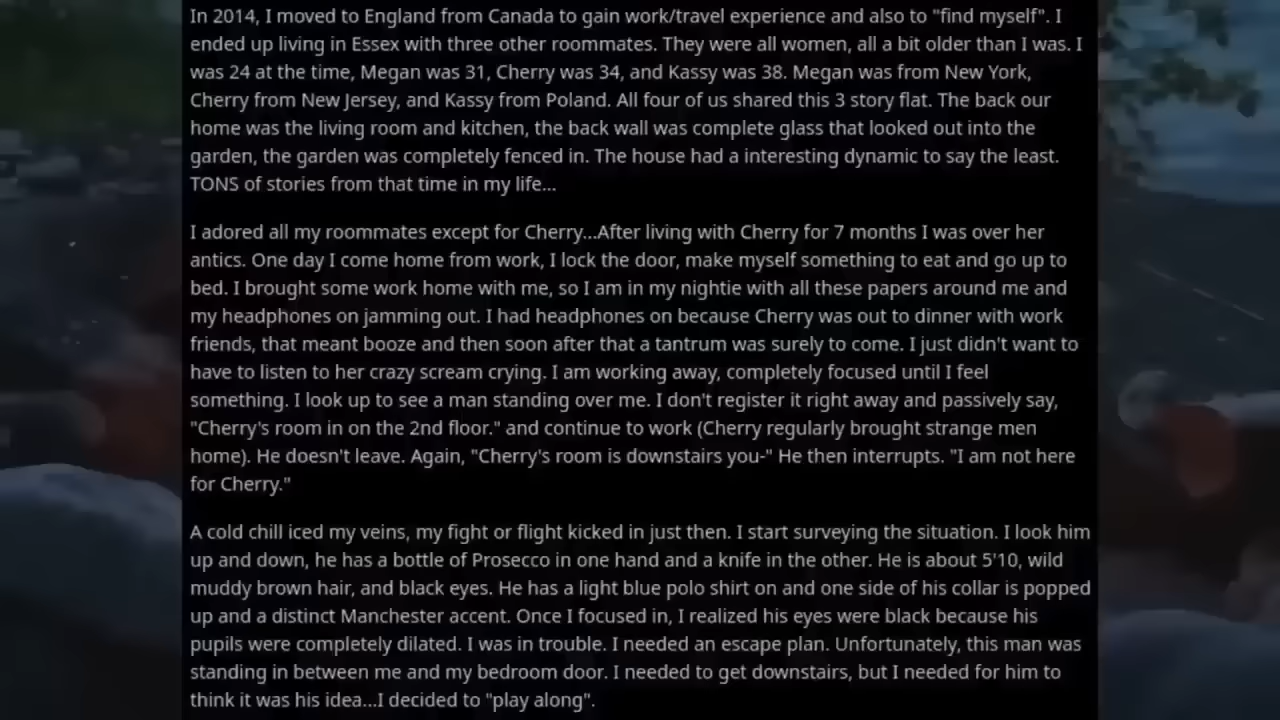 In 2014, I moved to England from Canada to gain work/travel experience and also to "find myself". I
ended up living in Essex with three other roommates. They were all women, all a bit older than I was. I
was 24 at the time, Megan was 31, Cherry was 34, and Kassy was 38. Megan was from New York,
Cherry from New Jersey, and Kassy from Poland. All four of us shared this 3 story flat. The back our
home was the living room and kitchen, the back wall was complete glass that looked out into the
garden, the garden was completely fenced in. The house had a interesting dynamic to say the least.
TONS of stories from that time in my life...
I adored all my roommates except for Cherry...After living with Cherry for 7 months I was over her
antics. One day I come home from work, I lock the door, make myself something to eat and go up to
bed. I brought some work home with me, so I am in my nightie with all these papers around me and
my headphones on jamming out. I had headphones on because Cherry was out to dinner with work
friends, that meant booze and then soon after that a tantrum was surely to come. I just didn't want to
have to listen to her crazy scream crying. I am working away, completely focused until I feel
something. I look up to see a man standing over me. I don't register it right away and passively say,
"Cherry's room in on the 2nd floor." and continue to work (Cherry regularly brought strange men
home). He doesn't leave. Again, "Cherry's room is downstairs you-" He then interrupts. "I am not here
for Cherry."
A cold chill iced my veins, my fight or flight kicked in just then. I start surveying the situation. I look him
up and down, he has a bottle of Prosecco in one hand and a knife in the other. He is about 5'10, wild
muddy brown hair, and black eyes. He has a light blue polo shirt on and one side of his collar is popped
up and a distinct Manchester accent. Once I focused in, I realized his eyes were black because his
pupils were completely dilated. I was in trouble. I needed an escape plan. Unfortunately, this man was
standing in between me and my bedroom door. I needed to get downstairs, but I needed for him to
think it was his idea...I decided to "play along".